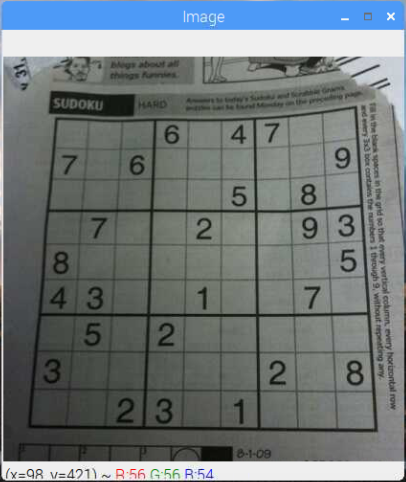 Image
blogs about all
things funnies.
SUDOKU HARD
Answers to today's Sudoku and Scrabble Grams
puzzles can be found Monday on the preceding page.
Fill in the blank spaces in the grid so that every vertical column, every horizontal row
and every 3x3 box contains the numbers 1 through 9, without repeating any.
6 4 7
7 6 9
5 8
7 2 9 3
8 5
4 3 1 7
5 2
3 2 8
2 3 1
8-1-09
(x=98, y=421) ~ R:56 G:56 B:54